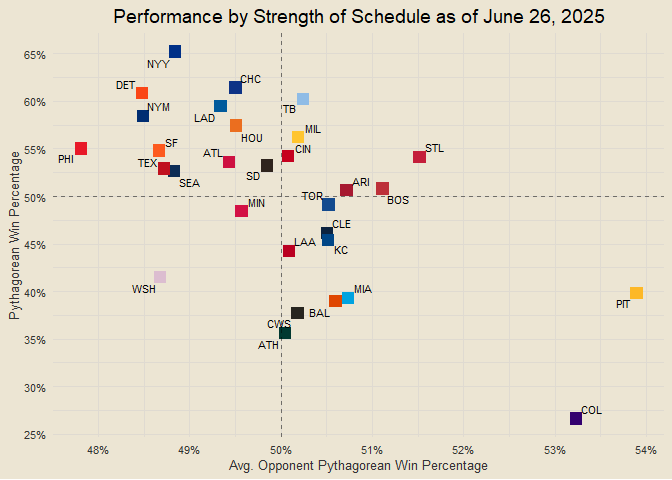 Performance by Strength of Schedule as of June 26, 2025
65%
NYY
DET
CHC
60%
NYM
LAD
TB
MIL
HOU
55%
PHI
SF
TEX
SEA
ATL
SD
CIN
STL
50%
TOR
ARI
BOS
MIN
45%
CLE
LAA
KC
40%
WSH
MIA
BAL
PIT
CWS
35%
ATH
30%
COL
25%
48%
49%
50%
51%
52%
53%
54%
Avg. Opponent Pythagorean Win Percentage
Pythagorean Win Percentage